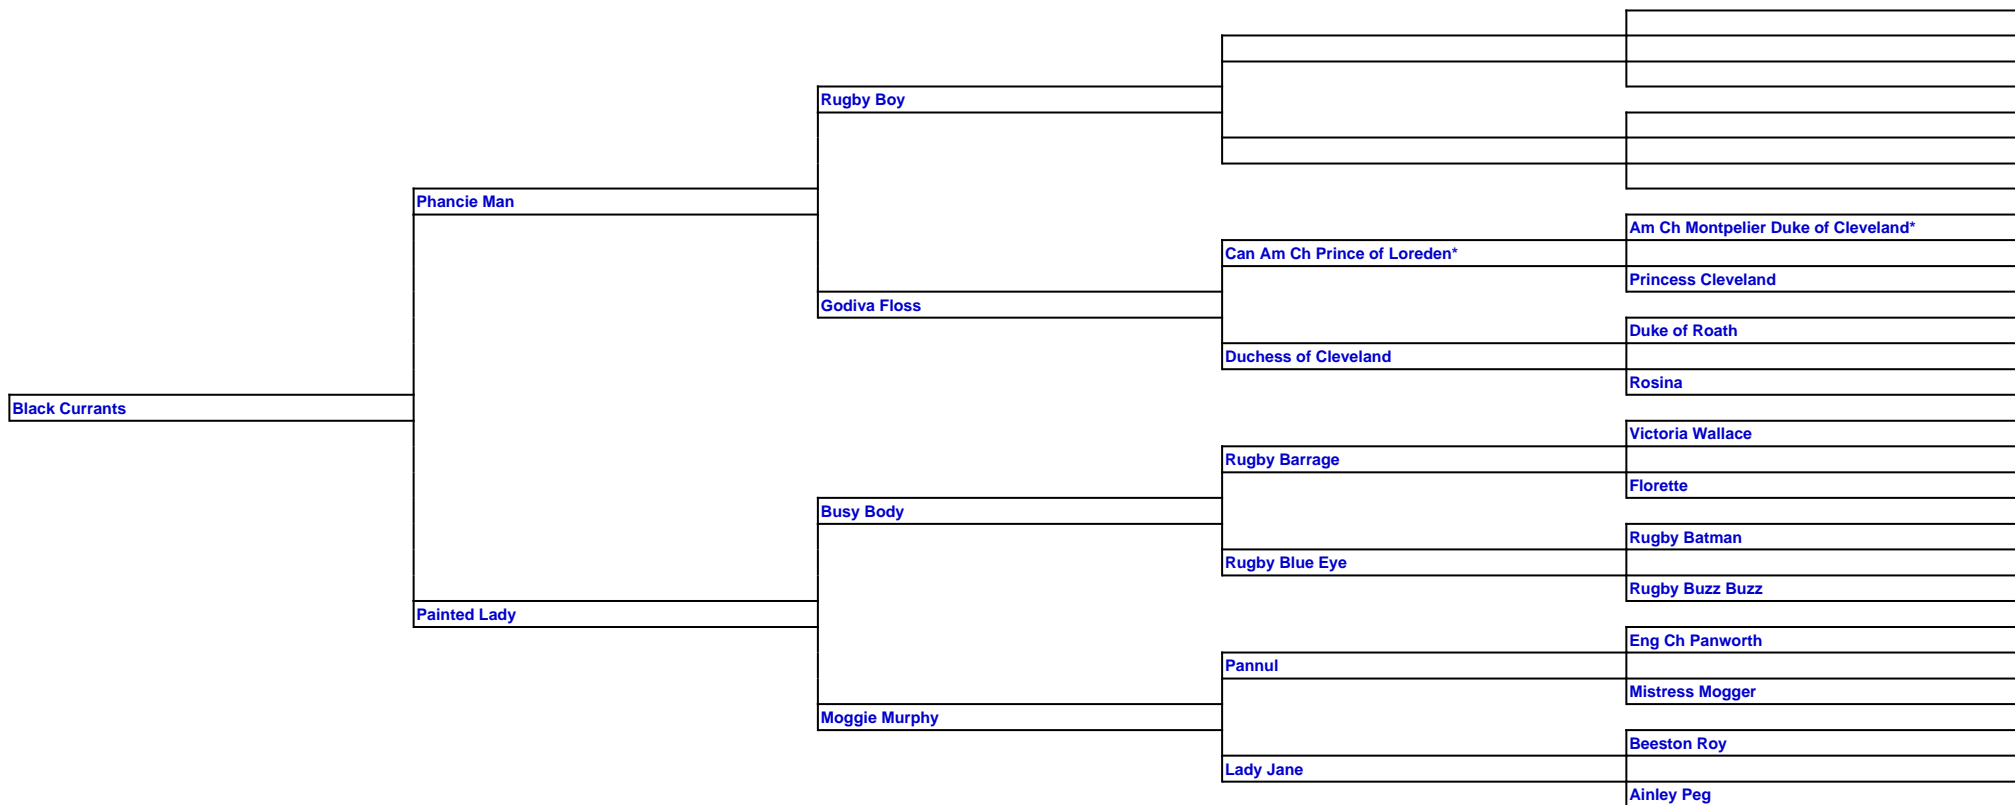 Rugby Boy
Phancie Man
Am Ch Montpelier Duke of Cleveland*
Can Am Ch Prince of Loreden*
Princess Cleveland
Godiva Floss
Duke of Roath
Duchess of Cleveland
Rosina
Black Currants
Victoria Wallace
Rugby Barrage
Florette
Busy Body
Rugby Batman
Rugby Blue Eye
Rugby Buzz Buzz
Painted Lady
Eng Ch Panworth
Pannul
Mistress Mogger
Moggie Murphy
Beeston Roy
Lady Jane
Ainley Peg